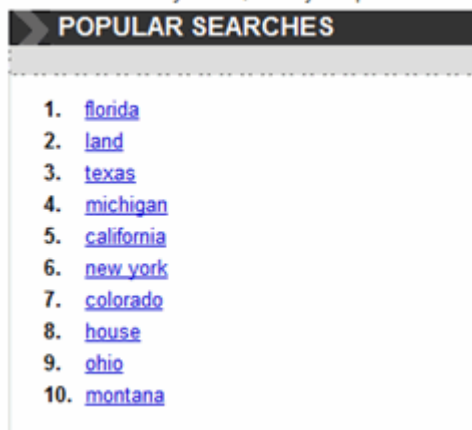 POPULAR SEARCHES
1. florida
2. land
3. texas
4. michigan
5. california
6. new york
7. colorado
8. house
9. ohio
10. montana